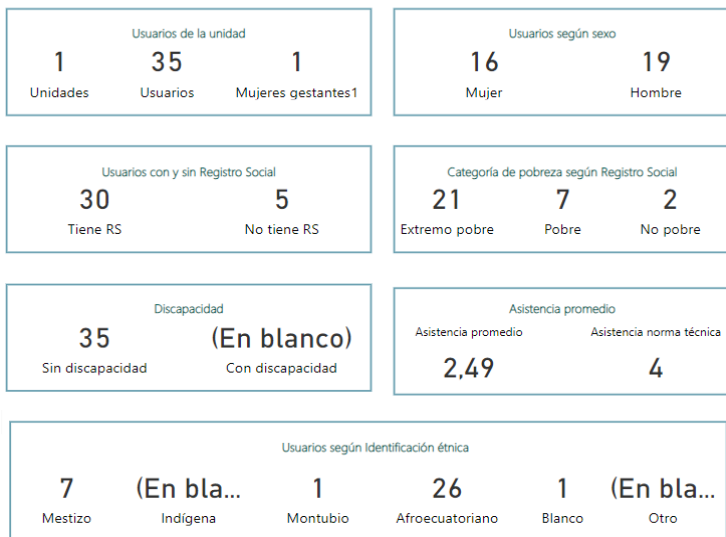 Usuarios de la unidad
1 35 1
Unidades Usuarios Mujeres gestantes1
Usuarios según sexo
16 19
Mujer Hombre
Usuarios con y sin Registro Social
30 5
Tiene RS No tiene RS
Categoría de pobreza según Registro Social
21 7 2
Extremo pobre Pobre No pobre
Discapacidad
35 (En blanco)
Sin discapacidad Con discapacidad
Asistencia promedio
Asistencia promedio Asistencia norma técnica
2,49 4
Usuarios según Identificación étnica
7 (En bla... 1 26 1 (En bla...
Mestizo Indígena Montubio Afroecuatoriano Blanco Otro